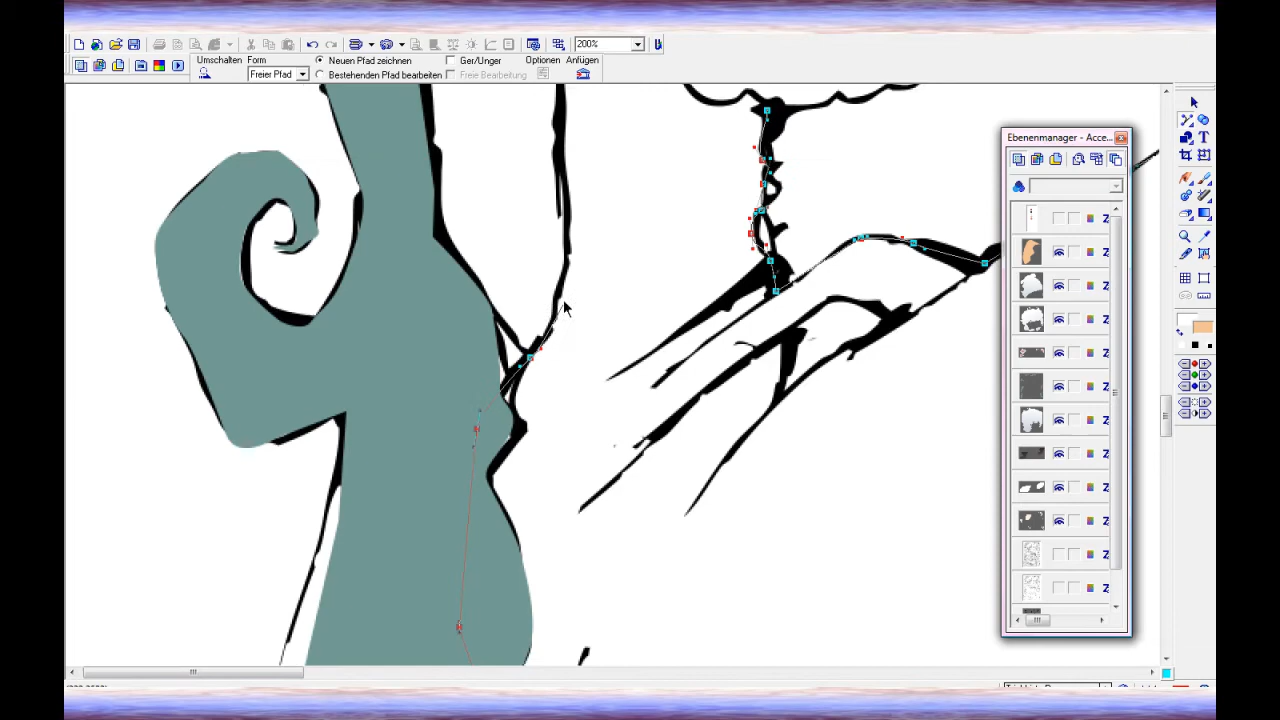 200%
Umschalten Form Neuen Pfad zeichnen Ger/Unger Optionen Anfügen
Freier Pfad Bestehenden Pfad bearbeiten Freie Bearbeitung
Ebenenmanager - Acce...